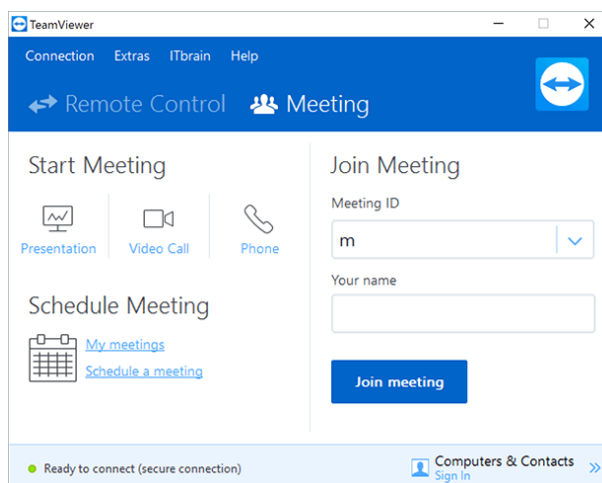 TeamViewer
Connection Extras ITbrain Help
Remote Control Meeting
Start Meeting
Presentation Video Call Phone
Schedule Meeting
My meetings
Schedule a meeting
Join Meeting
Meeting ID
m
Your name
Join meeting
Ready to connect (secure connection)
Computers & Contacts
Sign In